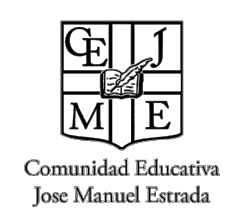 CE J
M E
Comunidad Educativa
Jose Manuel Estrada